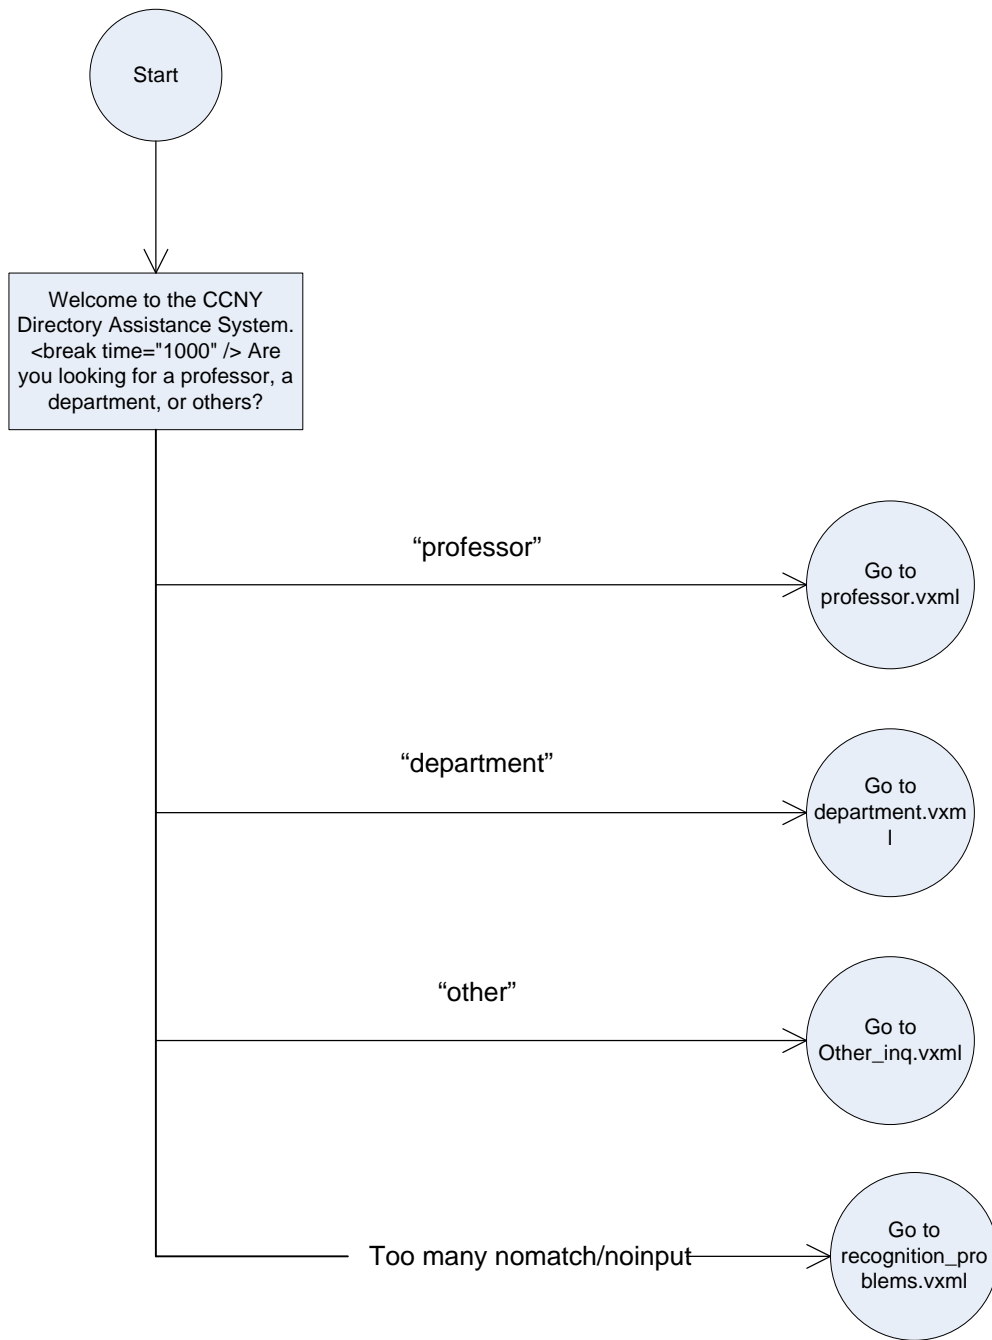 Start
Welcome to the CCNY
Directory Assistance System.
<break time="1000" /> Are
you looking for a professor, a
department, or others?
“professor”
Go to
professor.vxml
“department”
Go to
department.vxm
l
“other”
Go to
Other_inq.vxml
Too many nomatch/noinput
Go to
recognition_pro
blems.vxml